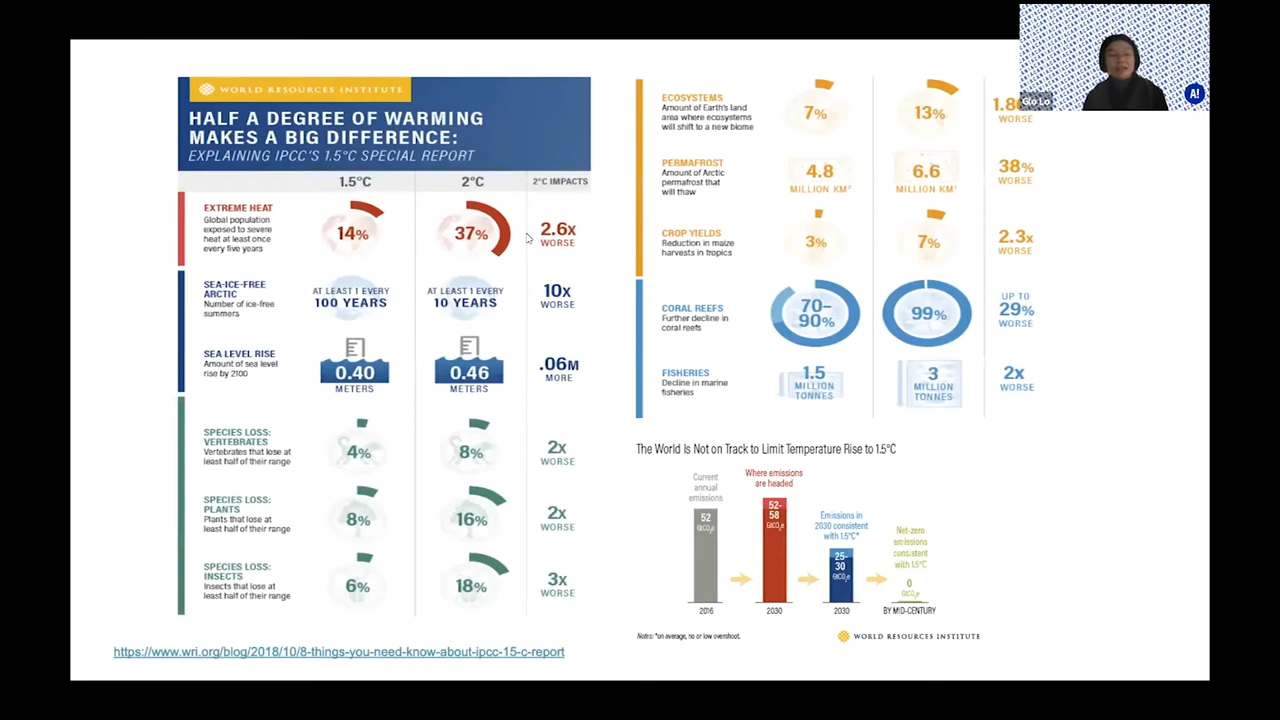 WORLD RESOURCES INSTITUTE
HALF A DEGREE OF WARMING
MAKES A BIG DIFFERENCE:
EXPLAINING IPCC'S 1.5°C SPECIAL REPORT
1.5°C
2°C
2°C IMPACTS
EXTREME HEAT
Global population
exposed to severe
heat at least once
every five years
14%
37%
2.6x
WORSE
SEA-ICE-FREE
ARCTIC
Number of ice-free
summers
AT LEAST 1 EVERY
100 YEARS
AT LEAST 1 EVERY
10 YEARS
10x
WORSE
SEA LEVEL RISE
Amount of sea level
rise by 2100
0.40
METERS
0.46
METERS
.06M
MORE
SPECIES LOSS:
VERTEBRATES
Vertebrates that lose at
least half of their range
4%
8%
2x
WORSE
SPECIES LOSS:
PLANTS
Plants that lose at
least half of their range
8%
16%
2x
WORSE
SPECIES LOSS:
INSECTS
Insects that lose at
least half of their range
6%
18%
3x
WORSE
https://www.wri.org/blog/2018/10/8-things-you-need-know-about-ipcc-15-c-report
ECOSYSTEMS
Amount of Earth's land
area where ecosystems
will shift to a new biome
7%
13%
WORSE
PERMAFROST
Amount of Arctic
permafrost that
will thaw
4.8
MILLION KM²
6.6
MILLION KM²
38%
WORSE
CROP YIELDS
Reduction in maize
harvests in tropics
3%
7%
2.3x
WORSE
CORAL REEFS
Further decline in
coral reefs
70–
90%
99%
UP TO
29%
WORSE
FISHERIES
Decline in marine
fisheries
1.5
MILLION
TONNES
3
MILLION
TONNES
2x
WORSE
The World Is Not on Track to Limit Temperature Rise to 1.5°C
Current
annual
emissions
52
GtCO₂e
2016
Where emissions
are headed
52-
58
GtCO₂e
2030
Emissions in
2030 consistent
with 1.5°C*
25-
30
GtCO₂e
2030
Net-zero
emissions
consistent
with 1.5°C
0
GtCO₂e
BY MID-CENTURY
Notes: *on average, no or low overshoot.
WORLD RESOURCES INSTITUTE
Glo Lo
A!